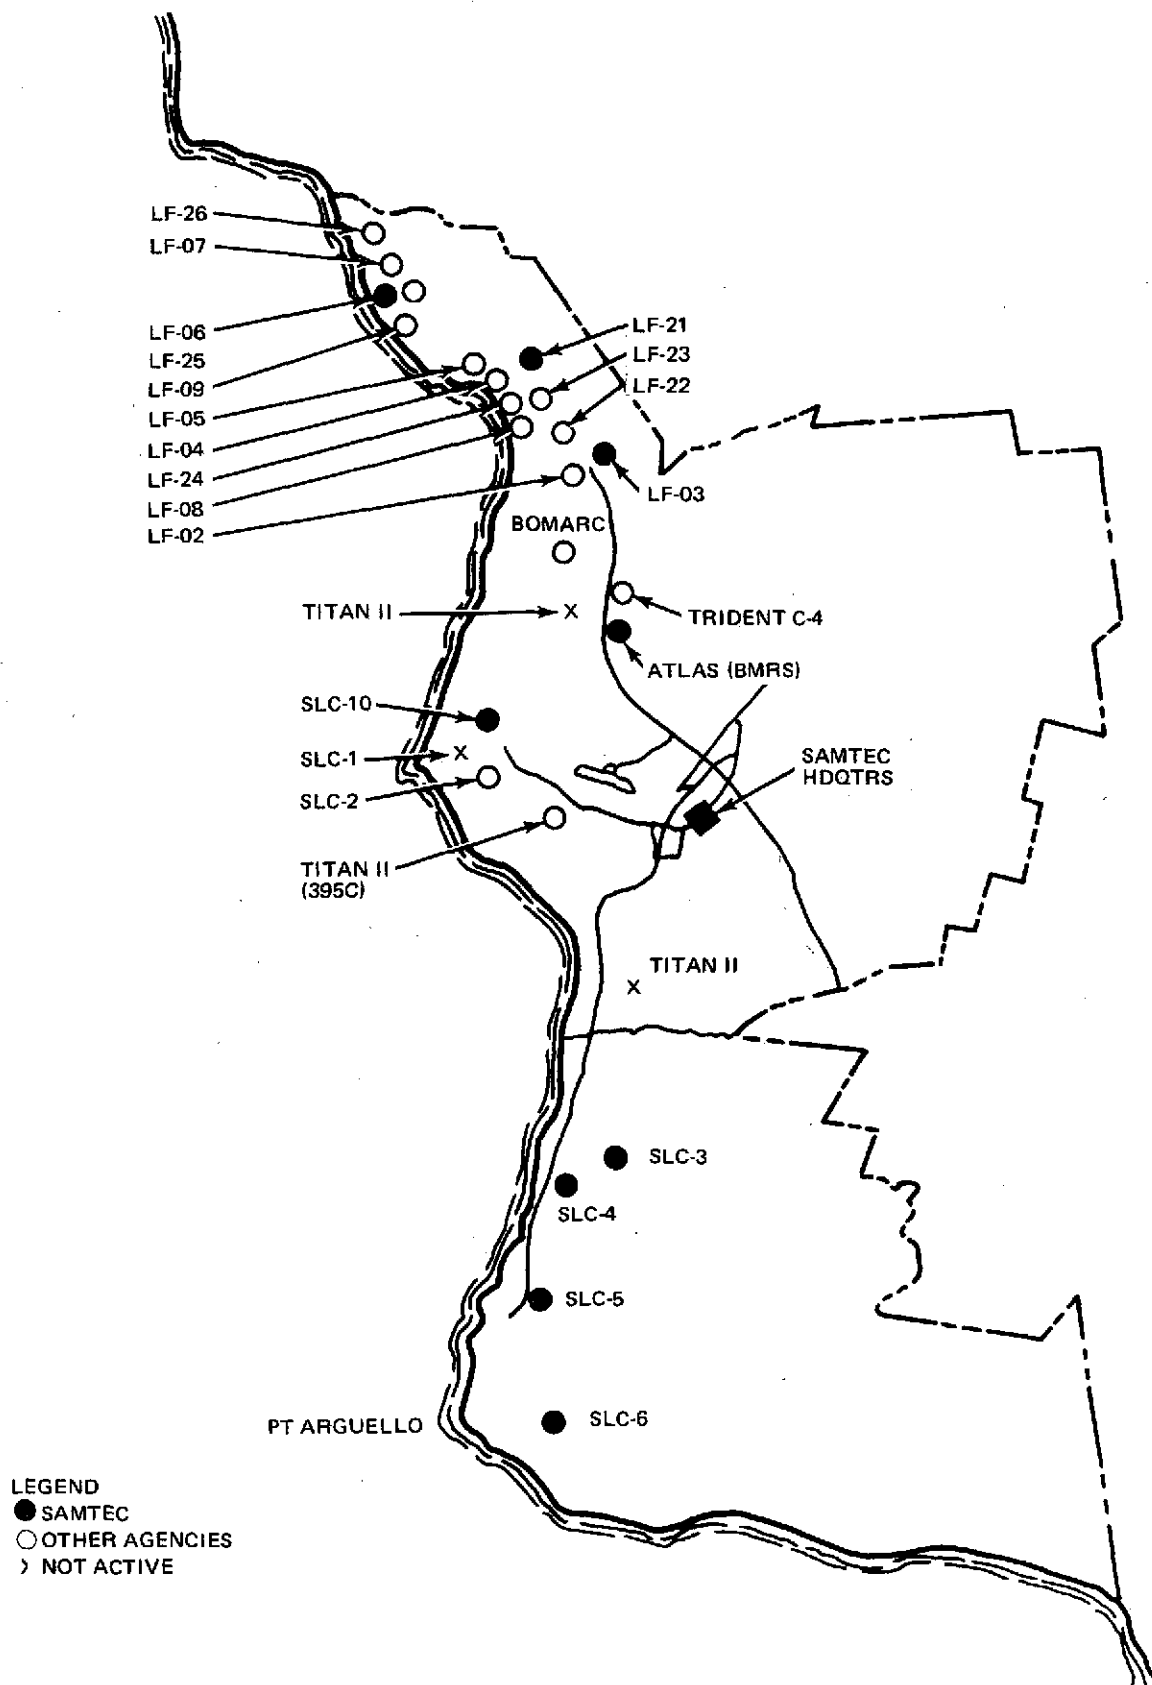 LF-26
LF-07
LF-06
LF-25
LF-09
LF-05
LF-04
LF-24
LF-08
LF-02
LF-21
LF-23
LF-22
LF-03
BOMARC
TITAN II
X
TRIDENT C-4
ATLAS (BMRS)
SLC-10
SLC-1
X
SLC-2
SAMTEC
HDQTRS
TITAN II
(395C)
TITAN II
X
SLC-3
SLC-4
SLC-5
SLC-6
PT ARGUELLO
LEGEND
SAMTEC
OTHER AGENCIES
NOT ACTIVE